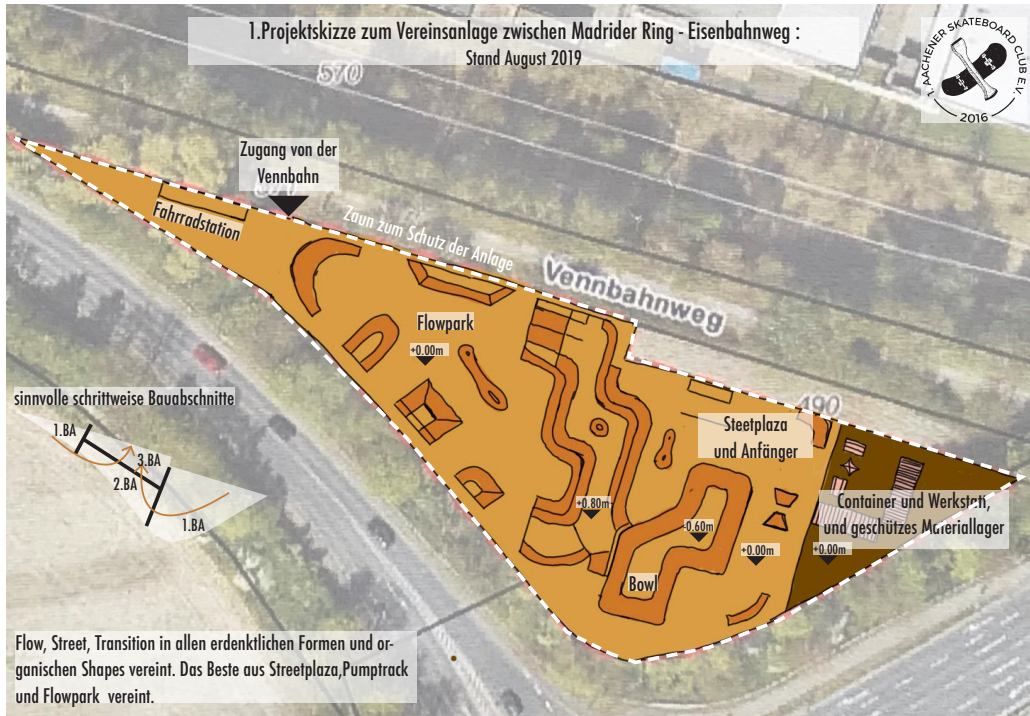 1.Projektskizze zum Vereinsanlage zwischen Madrider Ring - Eisenbahnweg :
Stand August 2019
1. AACHENER SKATEBOARD CLUB E.V.
2016
570
Zugang von der
Vennbahn
Fahrradstation
Zaun zum Schutz der Anlage
Vennbahnweg
Flowpark
+0.00m
490
Steetplaza
und Anfänger
sinnvolle schrittweise Bauabschnitte
1.BA
3.BA
2.BA
1.BA
+0.80m
-0.60m
+0.00m
Bowl
Container und Werkstatt,
und geschützes Materiallager
+0.00m
Flow, Street, Transition in allen erdenktlichen Formen und or-
ganischen Shapes vereint. Das Beste aus Streetplaza,Pumptrack
und Flowpark vereint.